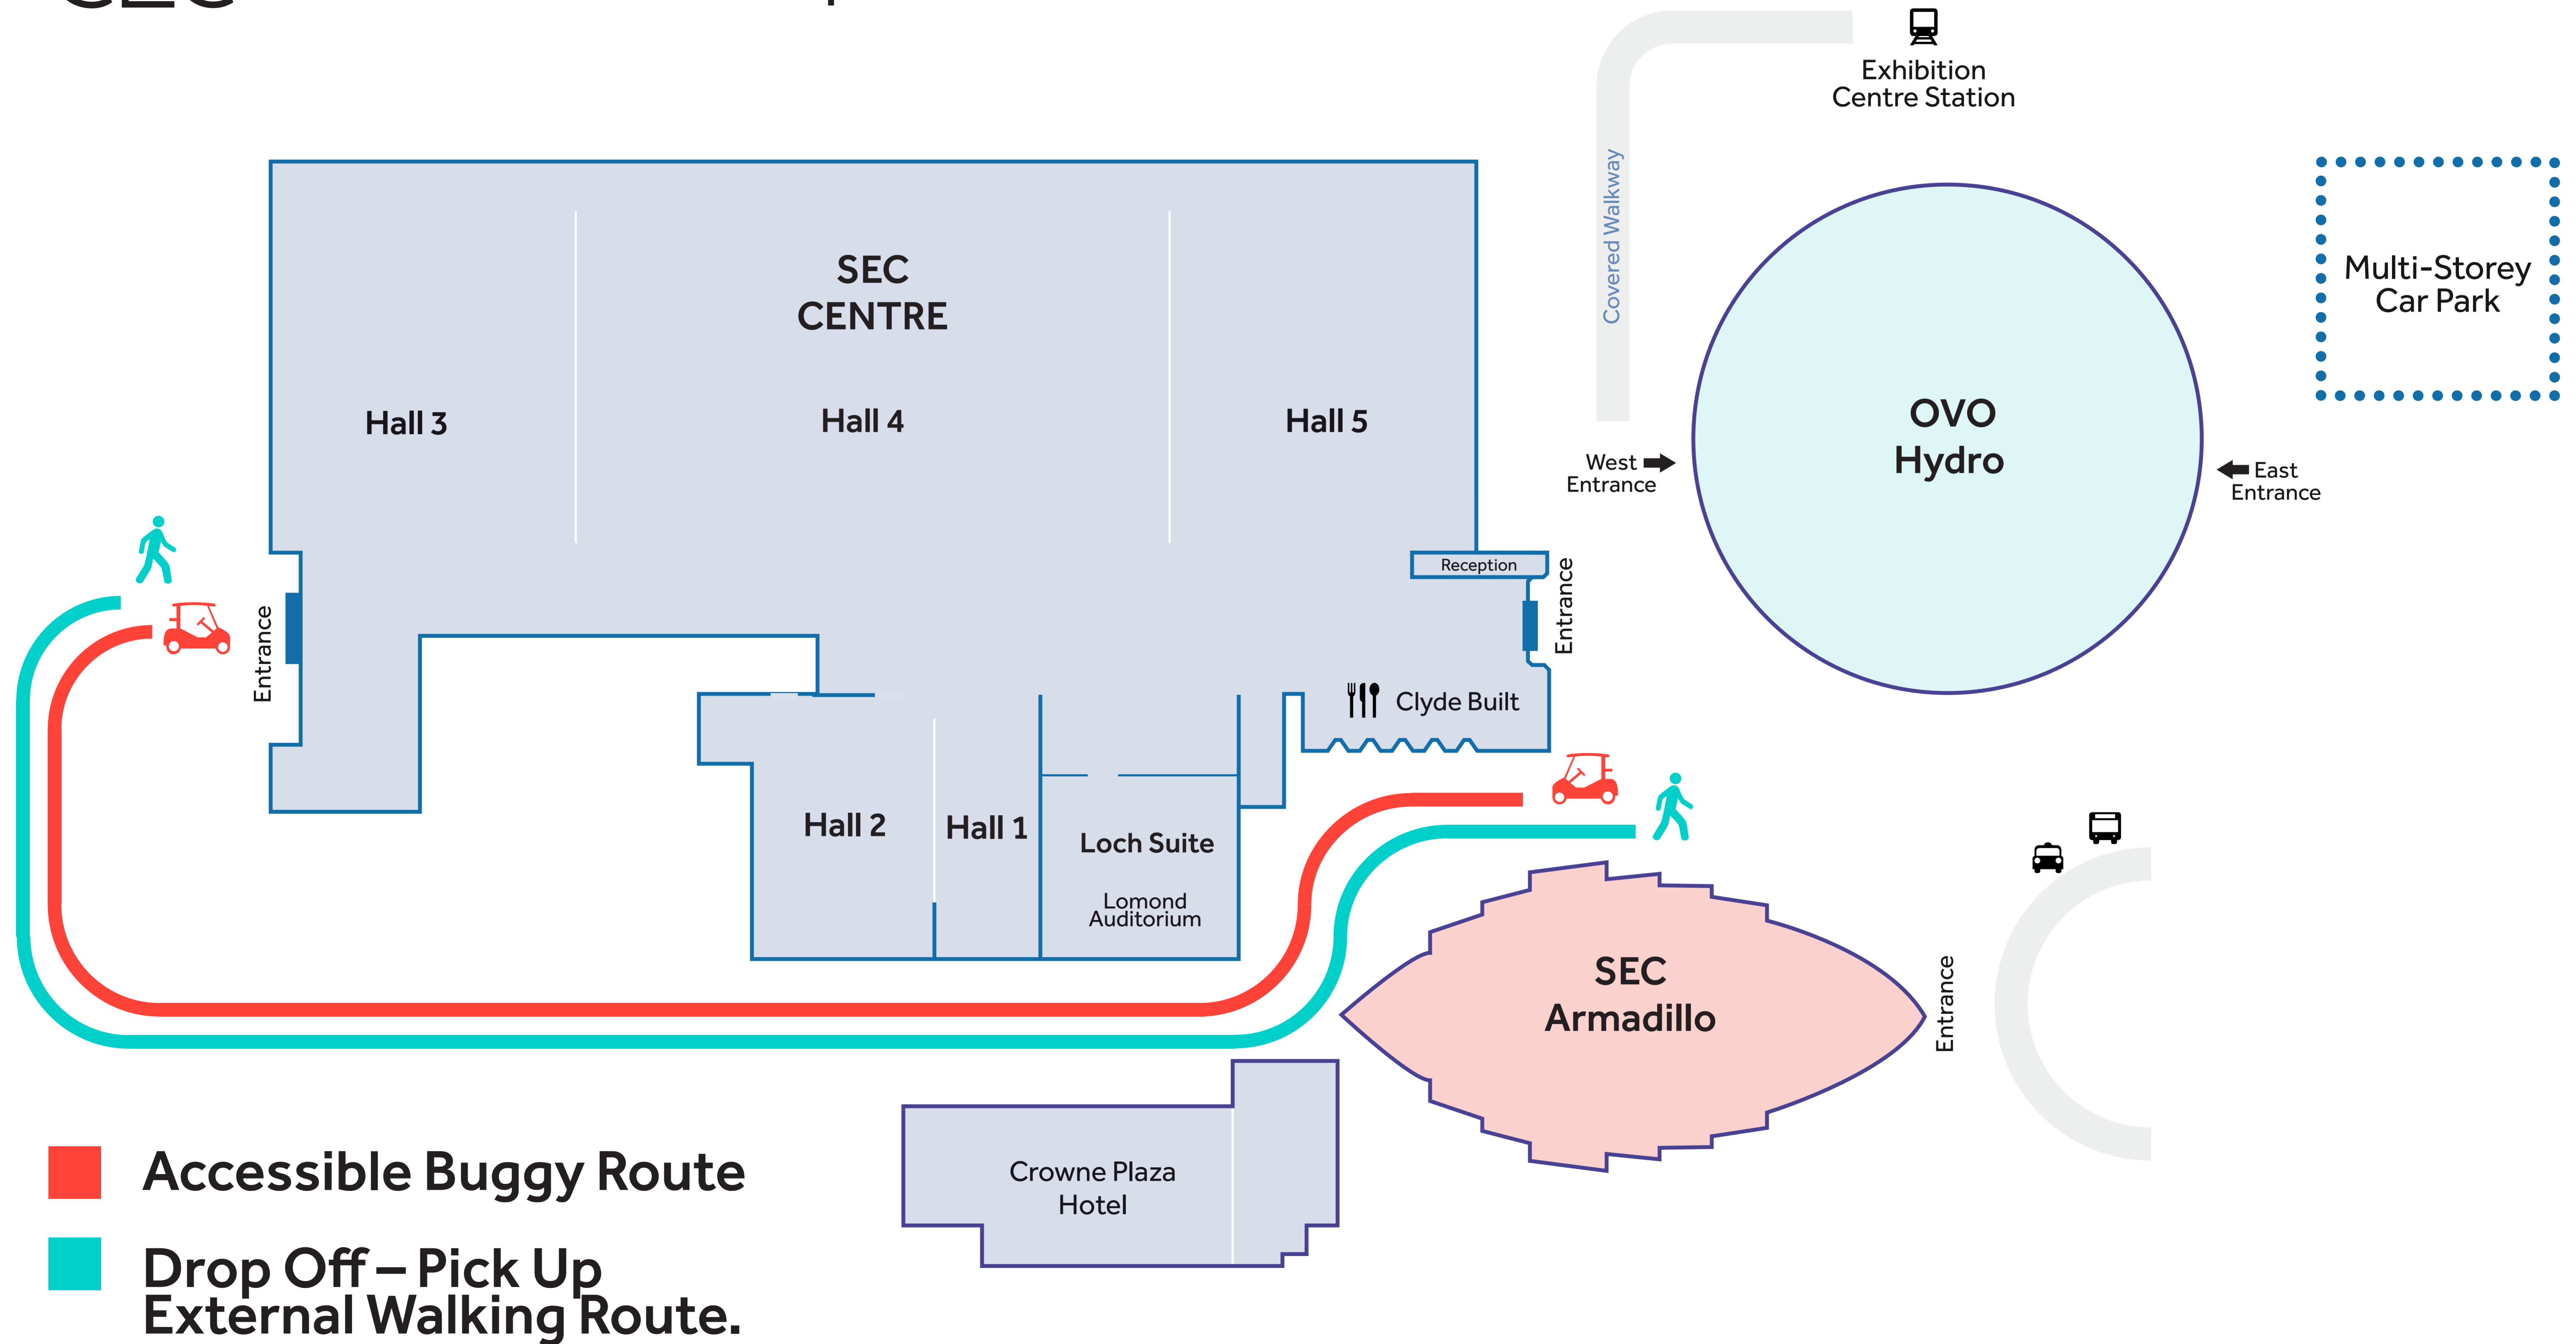 Exhibition
Centre Station
Covered Walkway
Multi-Storey
Car Park
SEC
CENTRE
Hall 3
Hall 4
Hall 5
OVO
Hydro
West
Entrance
East
Entrance
Reception
Entrance
Entrance
Clyde Built
Hall 2
Hall 1
Loch Suite
Lomond
Auditorium
SEC
Armadillo
Entrance
Crowne Plaza
Hotel
Accessible Buggy Route
Drop Off – Pick Up
External Walking Route.